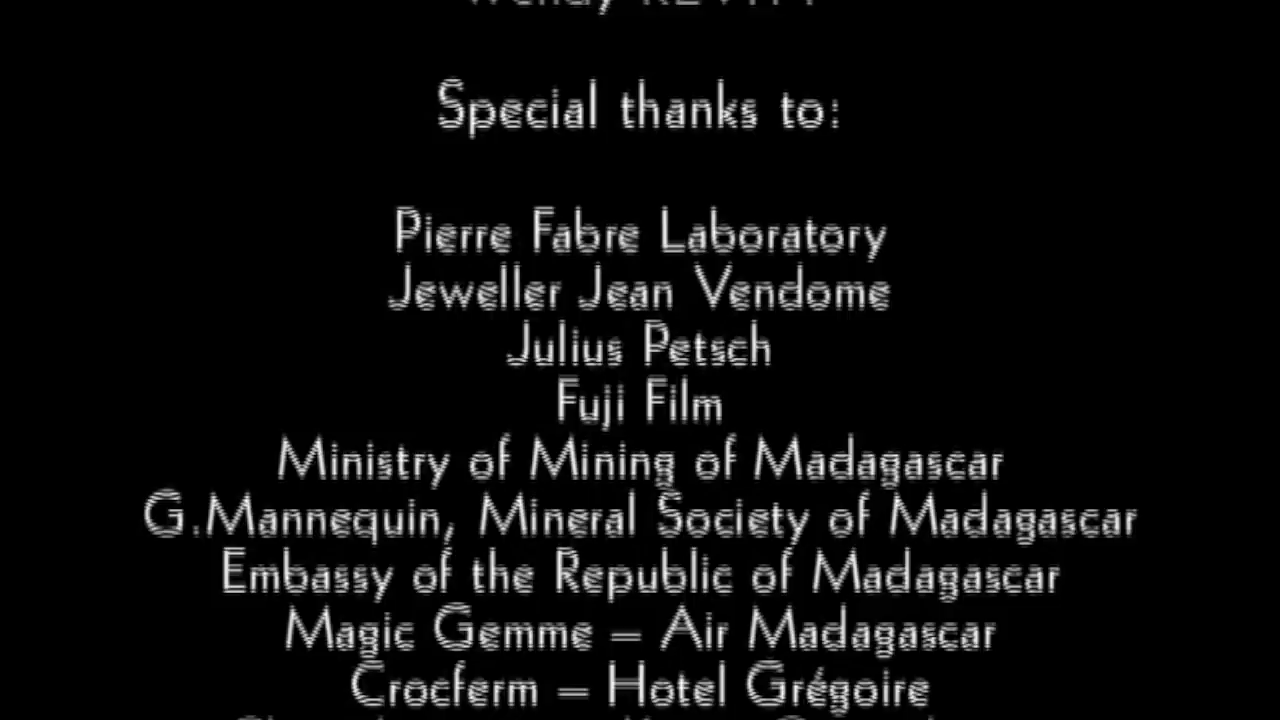 Special thanks to:
Pierre Fabre Laboratory
Jeweller Jean Vendome
Julius Petsch
Fuji Film
Ministry of Mining of Madagascar
G.Mannequin, Mineral Society of Madagascar
Embassy of the Republic of Madagascar
Magic Gemme – Air Madagascar
Crocferm – Hotel Grégoire